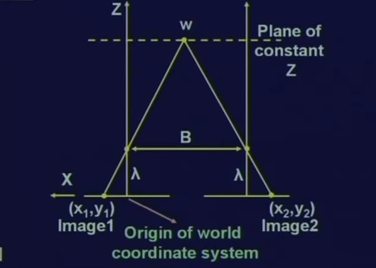 Z
w
Plane of
constant
Z
B
X
λ
λ
(x₁,y₁)
(x₂,y₂)
Image1
Image2
Origin of world
coordinate system